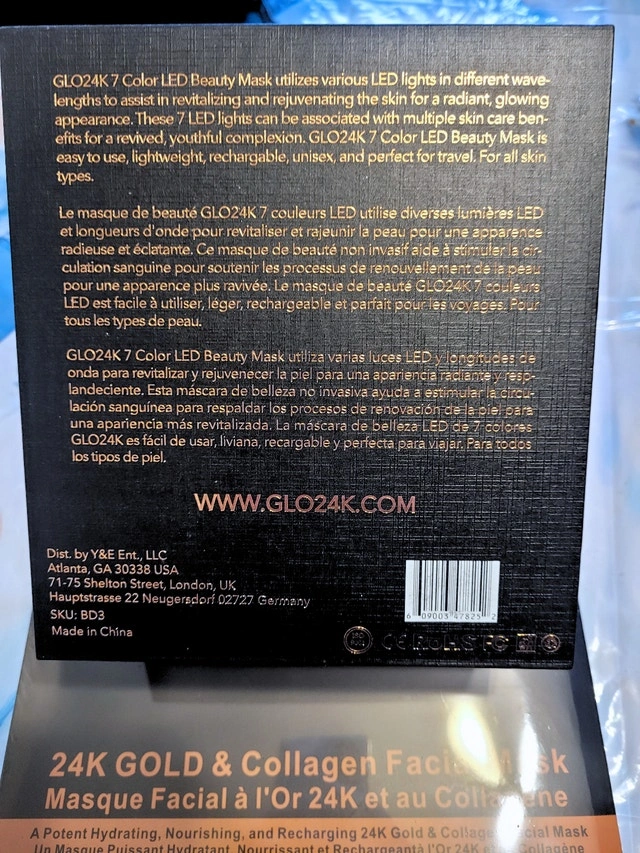 GLO24K 7 Color LED Beauty Mask utilizes various LED lights in different wave-
lengths to assist in revitalizing and rejuvenating the skin for a radiant, glowing
appearance. These 7 LED lights can be associated with multiple skin care ben-
efits for a revived, youthful complexion. GLO24K 7 Color LED Beauty Mask is
easy to use, lightweight, rechargable, unisex, and perfect for travel. For all skin
types.
Le masque de beauté GLO24K 7 couleurs LED utilise diverses lumières LED
et longueurs d'onde pour revitaliser et rajeunir la peau pour une apparence
radieuse et éclatante. Ce masque de beauté non invasif aide à stimuler la cir-
culation sanguine pour soutenir les processus de renouvellement de la peau
pour une apparence plus ravivée. Le masque de beauté GLO24K 7 couleurs
LED est facile à utiliser, léger, rechargeable et parfait pour les voyages. Pour
tous les types de peau.
GLO24K 7 Color LED Beauty Mask utiliza varias luces LED y longitudes de
onda para revitalizar y rejuvenecer la piel para una apariencia radiante y resp-
landeciente. Esta máscara de belleza no invasiva ayuda a estimular la circu-
lación sanguínea para respaldar los procesos de renovación de la piel para
una apariencia más revitalizada. La máscara de belleza LED de 7 colores
GLO24K es fácil de usar, liviana, recargable y perfecta para viajar. Para todos
los tipos de piel.
WWW.GLO24K.COM
Dist. by Y&E Ent., LLC
Atlanta, GA 30338 USA
71-75 Shelton Street, London, UK
Hauptstrasse 22 Neugersdorf 02727 Germany
SKU: BD3
Made in China
6 09003 47825 2
CE RoHS FC
24K GOLD & Collagen Facial Mask
Masque Facial à l'Or 24K et au Collagène
A Potent Hydrating, Nourishing, and Recharging 24K Gold & Collagen Facial Mask
Un Masque Puissant Hydratant, Nourrissant et Rechargeant à l'Or 24K et Collagène